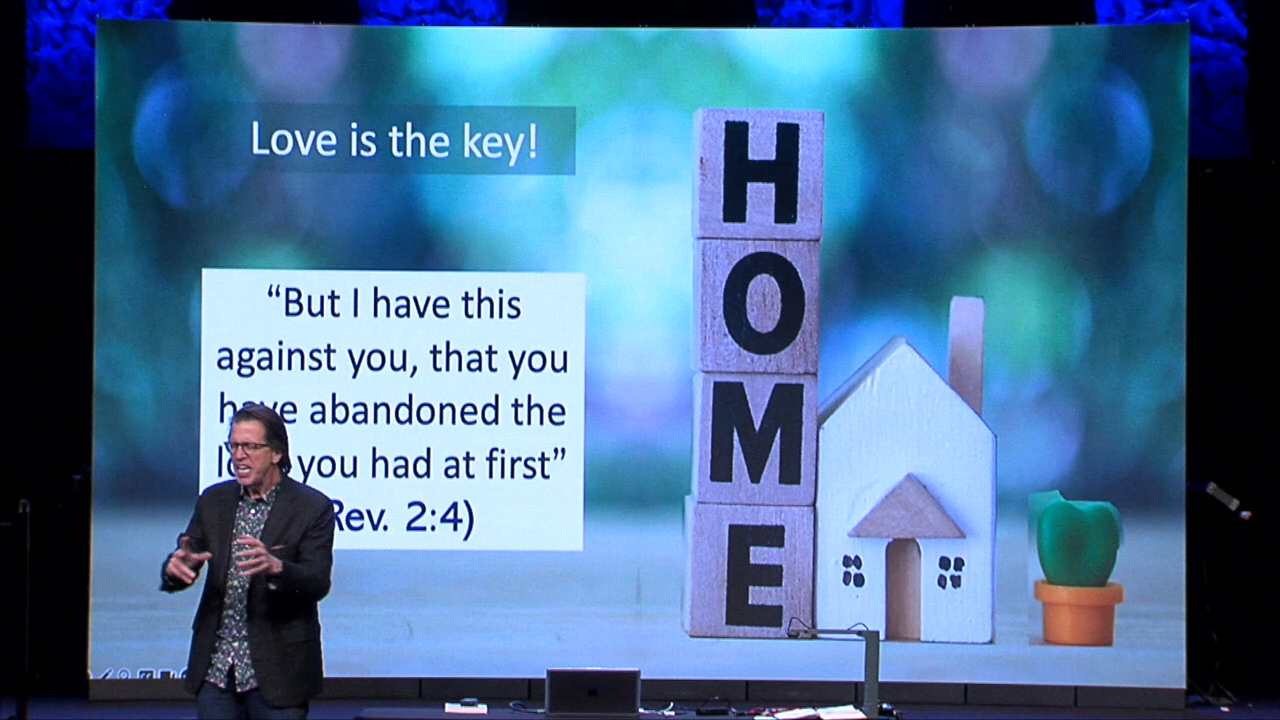 Love is the key!
“But I have this
against you, that you
have abandoned the
you had at first”
Rev. 2:4)
H
O
M
E